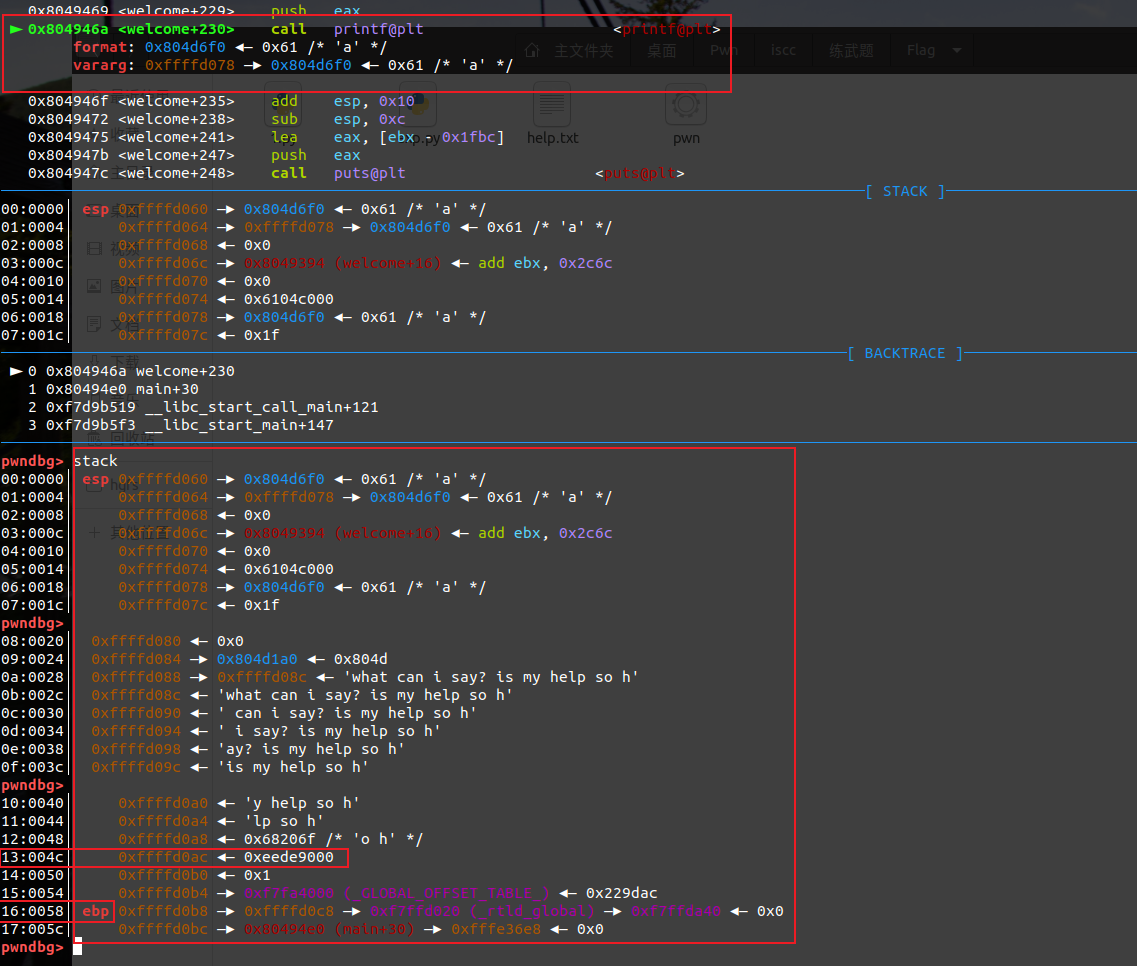 0x8049469 <welcome+229> push eax
► 0x804946a <welcome+230> call printf@plt <printf@plt>
format: 0x804d6f0 ◄— 0x61 /* 'a' */
vararg: 0xffffd078 —► 0x804d6f0 ◄— 0x61 /* 'a' */
主文件夹 桌面 Pwn iscc 练武题 Flag
0x804946f <welcome+235> add esp, 0x10
0x8049472 <welcome+238> sub esp, 0xc
0x8049475 <welcome+241> lea eax, [ebx - 0x1fbc]
0x804947b <welcome+247> push eax
0x804947c <welcome+248> call puts@plt <puts@plt>
help.txt pwn
[ STACK ]
00:0000│ esp 0xffffd060 —► 0x804d6f0 ◄— 0x61 /* 'a' */
01:0004│ 0xffffd064 —► 0xffffd078 —► 0x804d6f0 ◄— 0x61 /* 'a' */
02:0008│ 0xffffd068 ◄— 0x0
03:000c│ 0xffffd06c —► 0x8049394 (welcome+16) ◄— add ebx, 0x2c6c
04:0010│ 0xffffd070 ◄— 0x0
05:0014│ 0xffffd074 ◄— 0x6104c000
06:0018│ 0xffffd078 —► 0x804d6f0 ◄— 0x61 /* 'a' */
07:001c│ 0xffffd07c ◄— 0x1f
[ BACKTRACE ]
► 0 0x804946a welcome+230
1 0x80494e0 main+30
2 0xf7d9b519 __libc_start_call_main+121
3 0xf7d9b5f3 __libc_start_main+147
pwndbg> stack
00:0000│ esp 0xffffd060 —► 0x804d6f0 ◄— 0x61 /* 'a' */
01:0004│ 0xffffd064 —► 0xffffd078 —► 0x804d6f0 ◄— 0x61 /* 'a' */
02:0008│ 0xffffd068 ◄— 0x0
03:000c│ 0xffffd06c —► 0x8049394 (welcome+16) ◄— add ebx, 0x2c6c
04:0010│ 0xffffd070 ◄— 0x0
05:0014│ 0xffffd074 ◄— 0x6104c000
06:0018│ 0xffffd078 —► 0x804d6f0 ◄— 0x61 /* 'a' */
07:001c│ 0xffffd07c ◄— 0x1f
pwndbg>
08:0020│ 0xffffd080 ◄— 0x0
09:0024│ 0xffffd084 —► 0x804d1a0 ◄— 0x804d
0a:0028│ 0xffffd088 —► 0xffffd08c ◄— 'what can i say? is my help so h'
0b:002c│ 0xffffd08c ◄— 'what can i say? is my help so h'
0c:0030│ 0xffffd090 ◄— ' can i say? is my help so h'
0d:0034│ 0xffffd094 ◄— ' i say? is my help so h'
0e:0038│ 0xffffd098 ◄— 'ay? is my help so h'
0f:003c│ 0xffffd09c ◄— 'is my help so h'
pwndbg>
10:0040│ 0xffffd0a0 ◄— 'y help so h'
11:0044│ 0xffffd0a4 ◄— 'lp so h'
12:0048│ 0xffffd0a8 ◄— 0x68206f /* 'o h' */
13:004c│ 0xffffd0ac ◄— 0xeede9000
14:0050│ 0xffffd0b0 ◄— 0x1
15:0054│ 0xffffd0b4 —► 0xf7fa4000 (_GLOBAL_OFFSET_TABLE_) ◄— 0x229dac
16:0058│ ebp 0xffffd0b8 —► 0xffffd0c8 —► 0xf7ffd020 (_rtld_global) —► 0xf7ffda40 ◄— 0x0
17:005c│ 0xffffd0bc —► 0x80494e0 (main+30) —► 0xfffe36e8 ◄— 0x0
pwndbg>